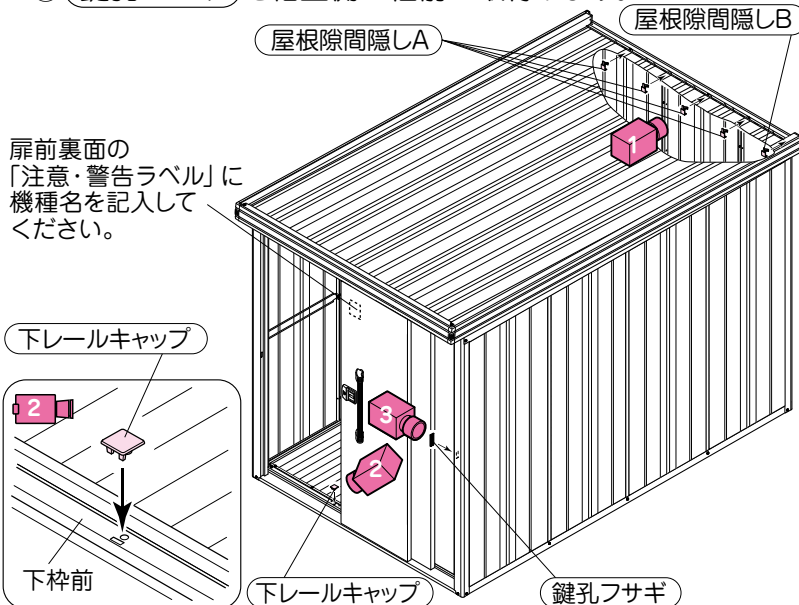 屋根隙間隠しA
屋根隙間隠しB
1
扉前裏面の
「注意・警告ラベル」に
機種名を記入して
ください。
下レールキャップ
2
3
2
下枠前
下レールキャップ
鍵孔フサギ